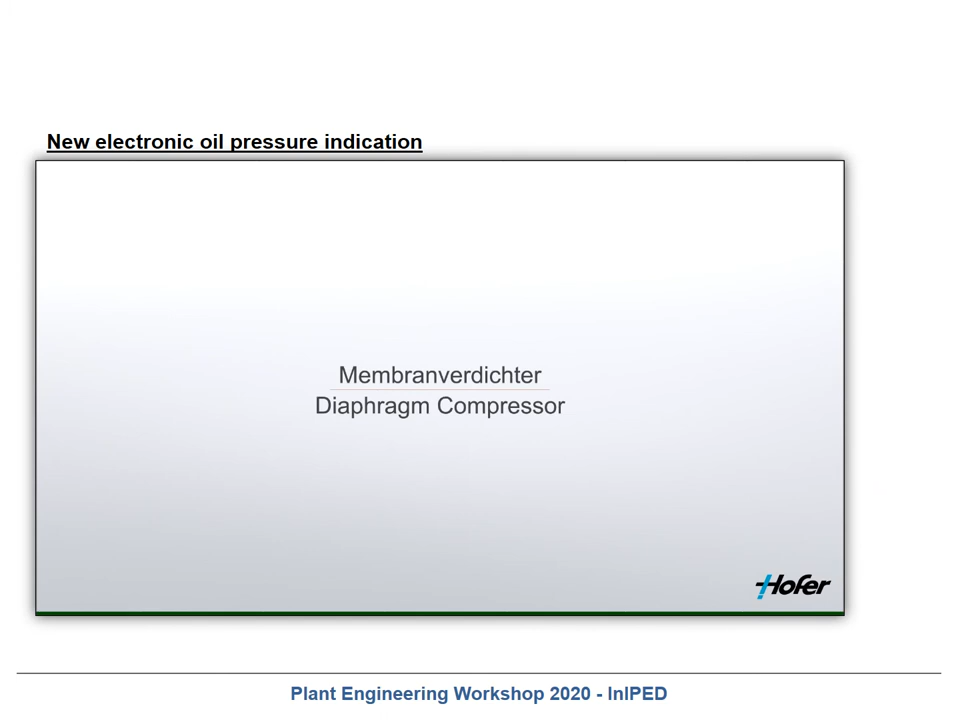 New electronic oil pressure indication
Membranverdichter
Diaphragm Compressor
Hofer
Plant Engineering Workshop 2020 - InIPED